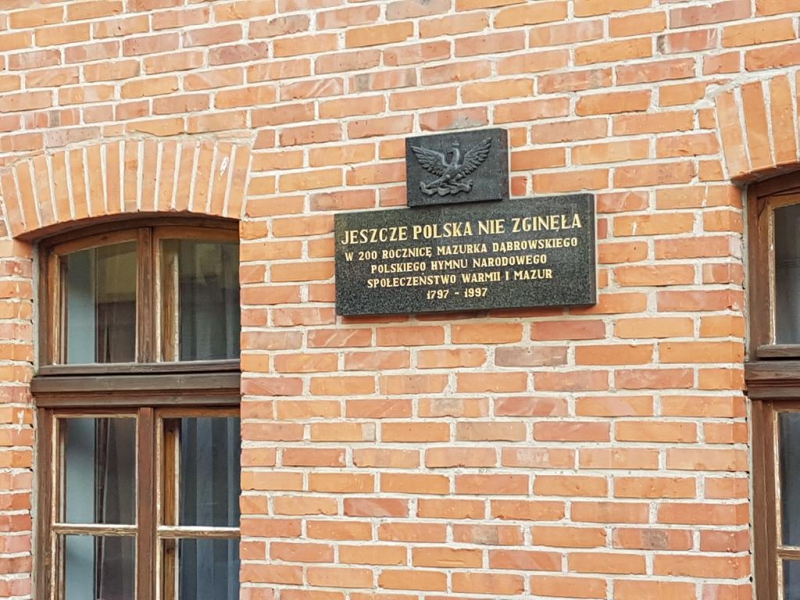 JESZCZE POLSKA NIE ZGINĘŁA
W 200 ROCZNICĘ MAZURKA DĄBROWSKIEGO
POLSKIEGO HYMNU NARODOWEGO
SPOŁECZEŃSTWO WARMII I MAZUR
1797 - 1997